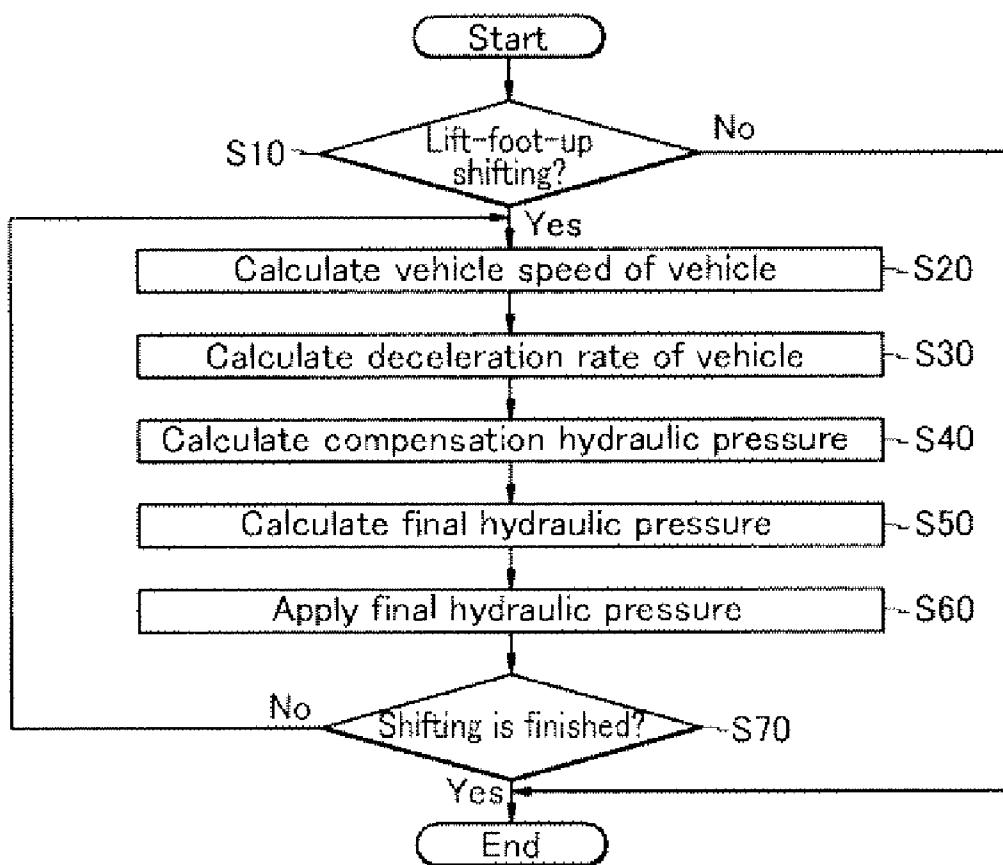 Start
Lift-foot-up
shifting?
S10
No
Yes
Calculate vehicle speed of vehicle
S20
Calculate deceleration rate of vehicle
S30
Calculate compensation hydraulic pressure
S40
Calculate final hydraulic pressure
S50
Apply final hydraulic pressure
S60
No
Shifting is finished?
S70
Yes
End